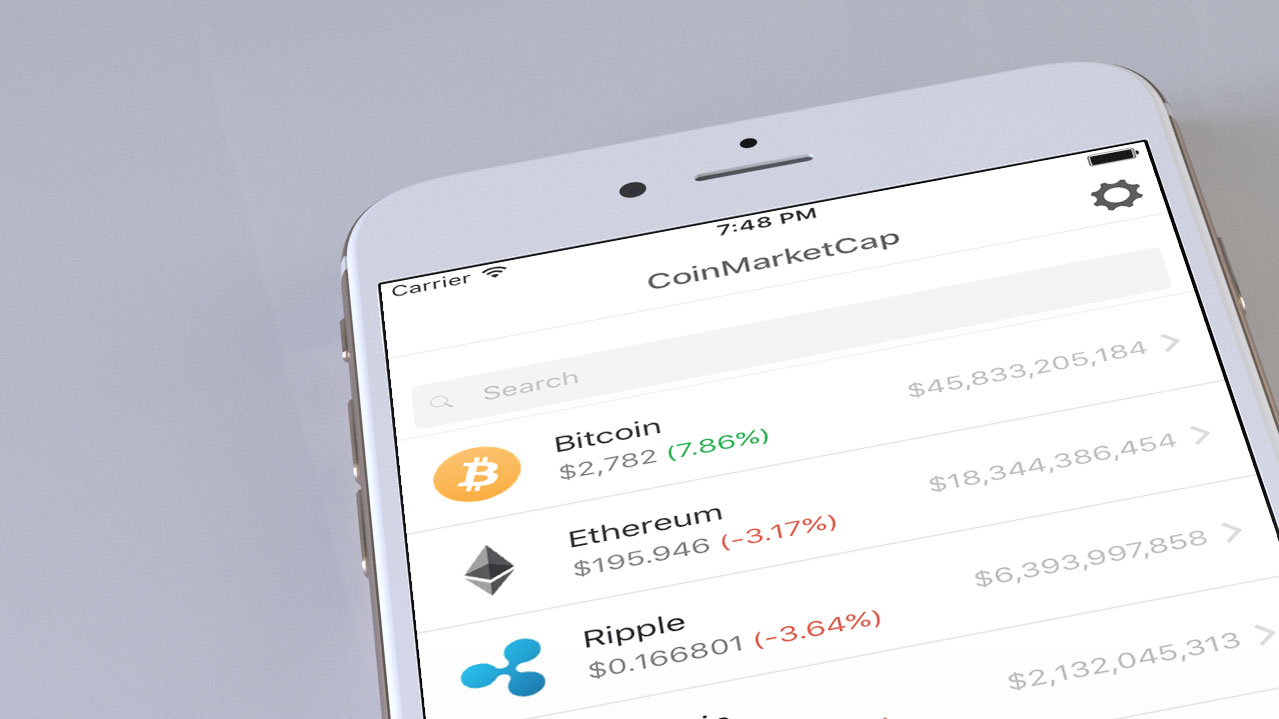 Carrier
7:48 PM
CoinMarketCap
Search
Bitcoin
$2,782 (7.86%)
$45,833,205,184
Ethereum
$195.946 (-3.17%)
$18,344,386,454
Ripple
$0.166801 (-3.64%)
$6,393,997,858
$2,132,045,313